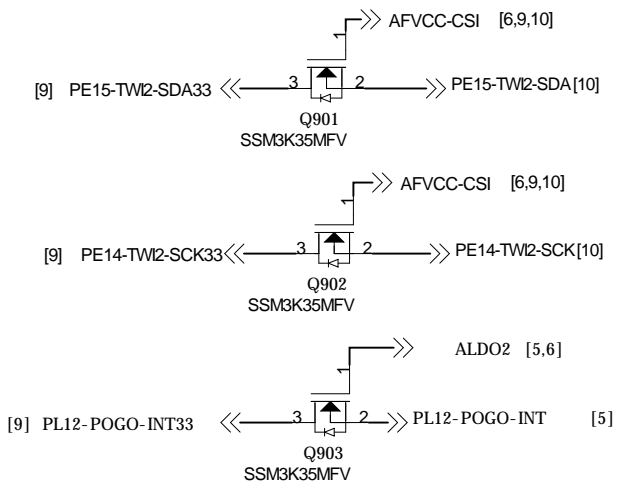 AFVCC-CSI [6,9,10]
1
[9] PE15-TWI2-SDA33 3 2 PE15-TWI2-SDA[10]
Q901
SSM3K35MFV
AFVCC-CSI [6,9,10]
1
[9] PE14-TWI2-SCK33 3 2 PE14-TWI2-SCK[10]
Q902
SSM3K35MFV
ALDO2 [5,6]
1
[9] PL12-POGO-INT33 3 2 PL12-POGO-INT [5]
Q903
SSM3K35MFV